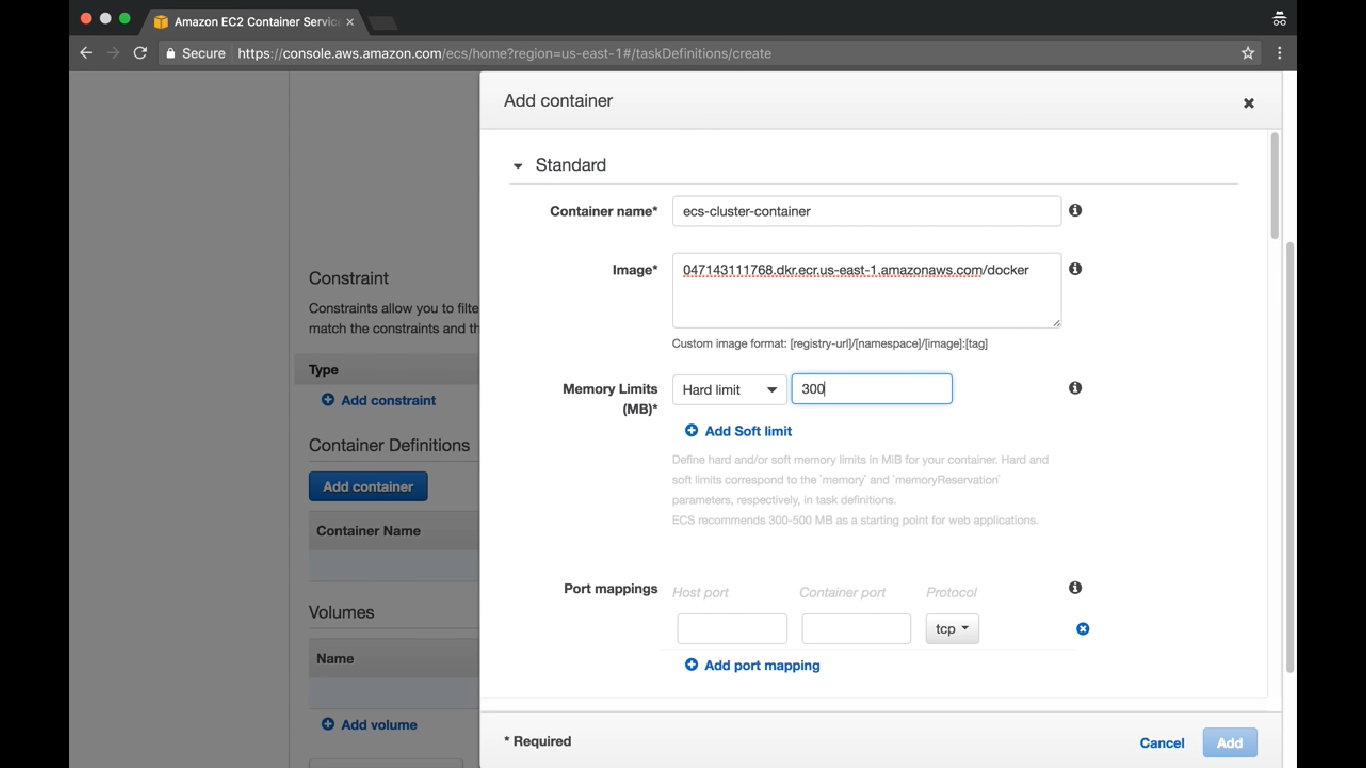 Amazon EC2 Container Servic
Secure https://console.aws.amazon.com/ecs/home?region=us-east-1#/taskDefinitions/create
Constraint
Constraints allow you to filte
match the constraints and th
Type
Add constraint
Container Definitions
Add container
Container Name
Volumes
Name
Add volume
Add container
Standard
Container name* ecs-cluster-container
Image* 047143111768.dkr.ecr.us-east-1.amazonaws.com/docker
Custom image format: [registry-url]/[namespace]/[image]:[tag]
Memory Limits Hard limit 300
(MB)*
Add Soft limit
Define hard and/or soft memory limits in MiB for your container. Hard and
soft limits correspond to the `memory` and `memoryReservation`
parameters, respectively, in task definitions.
ECS recommends 300-500 MB as a starting point for web applications.
Port mappings Host port Container port Protocol
tcp
Add port mapping
* Required
Cancel Add